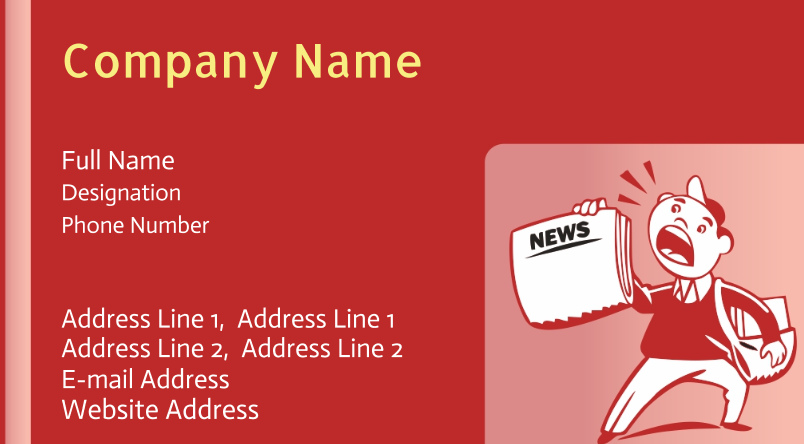 Company Name
Full Name
Designation
Phone Number
NEWS
Address Line 1,  Address Line 1
Address Line 2,  Address Line 2
E-mail Address
Website Address